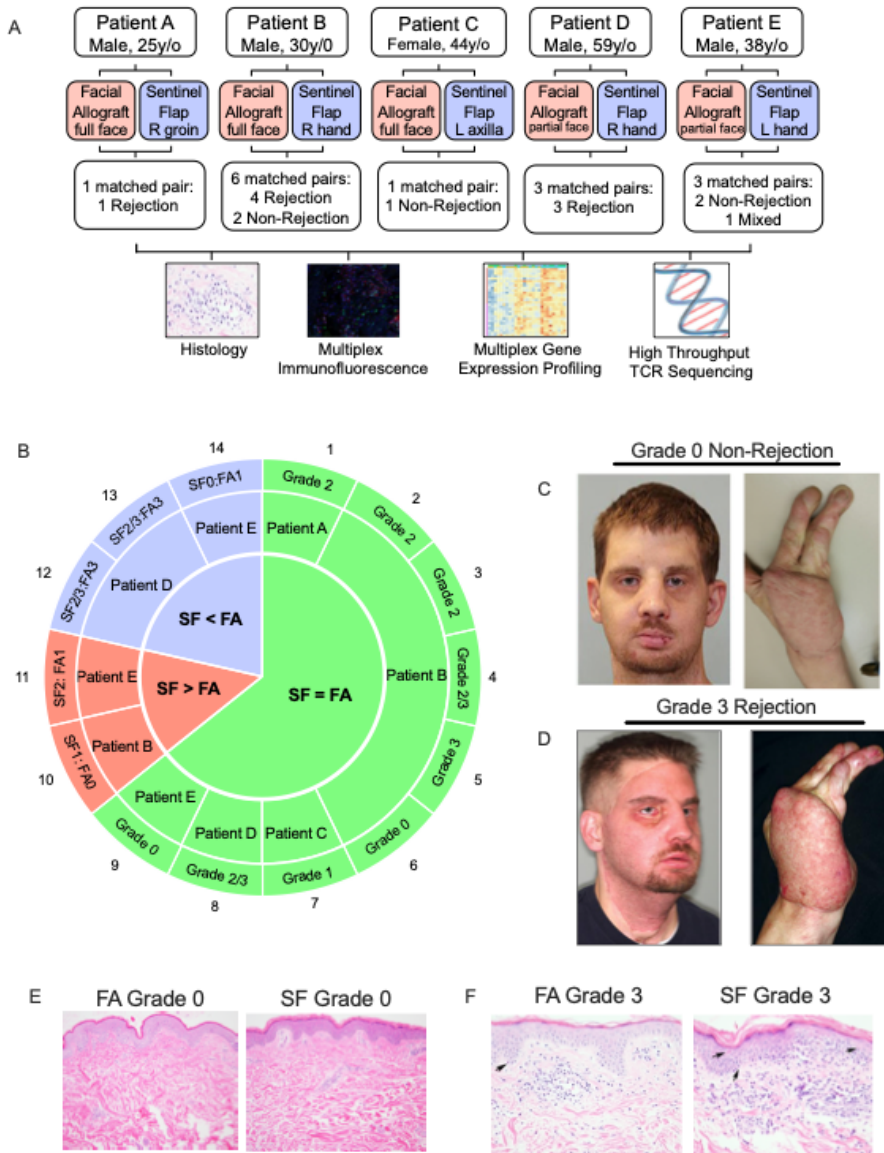 A
Patient A
Male, 25y/o
Patient B
Male, 30y/0
Patient C
Female, 44y/o
Patient D
Male, 59y/o
Patient E
Male, 38y/o
Facial
Allograft
full face
Sentinel
Flap
R groin
Facial
Allograft
full face
Sentinel
Flap
R hand
Facial
Allograft
full face
Sentinel
Flap
L axilla
Facial
Allograft
partial face
Sentinel
Flap
R hand
Facial
Allograft
partial face
Sentinel
Flap
L hand
1 matched pair:
1 Rejection
6 matched pairs:
4 Rejection
2 Non-Rejection
1 matched pair:
1 Non-Rejection
3 matched pairs:
3 Rejection
3 matched pairs:
2 Non-Rejection
1 Mixed
Histology
Multiplex
Immunofluorescence
Multiplex Gene
Expression Profiling
High Throughput
TCR Sequencing
B
1
2
3
4
5
6
7
8
9
10
11
12
13
14
Grade 2
Grade 2
Grade 2
Grade 2/3
Grade 3
Grade 0
Grade 1
Grade 2/3
Grade 0
SF1: FA0
SF2: FA1
SF2/3:FA3
SF2/3:FA3
SF0:FA1
Patient A
Patient B
Patient C
Patient D
Patient E
Patient B
Patient E
Patient D
Patient E
SF < FA
SF > FA
SF = FA
Grade 0 Non-Rejection
C
Grade 3 Rejection
D
E
FA Grade 0
SF Grade 0
F
FA Grade 3
SF Grade 3